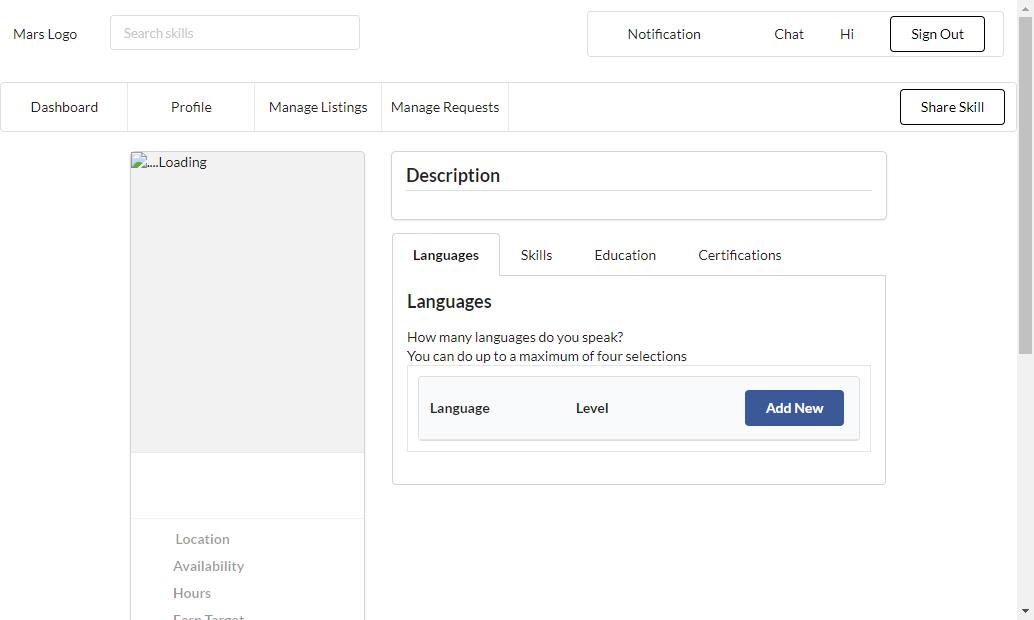 Mars Logo
Search skills
Notification
Chat
Hi
Sign Out
Dashboard
Profile
Manage Listings
Manage Requests
Share Skill
....Loading
Description
Languages
Skills
Education
Certifications
Languages
How many languages do you speak?
You can do up to a maximum of four selections
Language
Level
Add New
Location
Availability
Hours
Earn Target